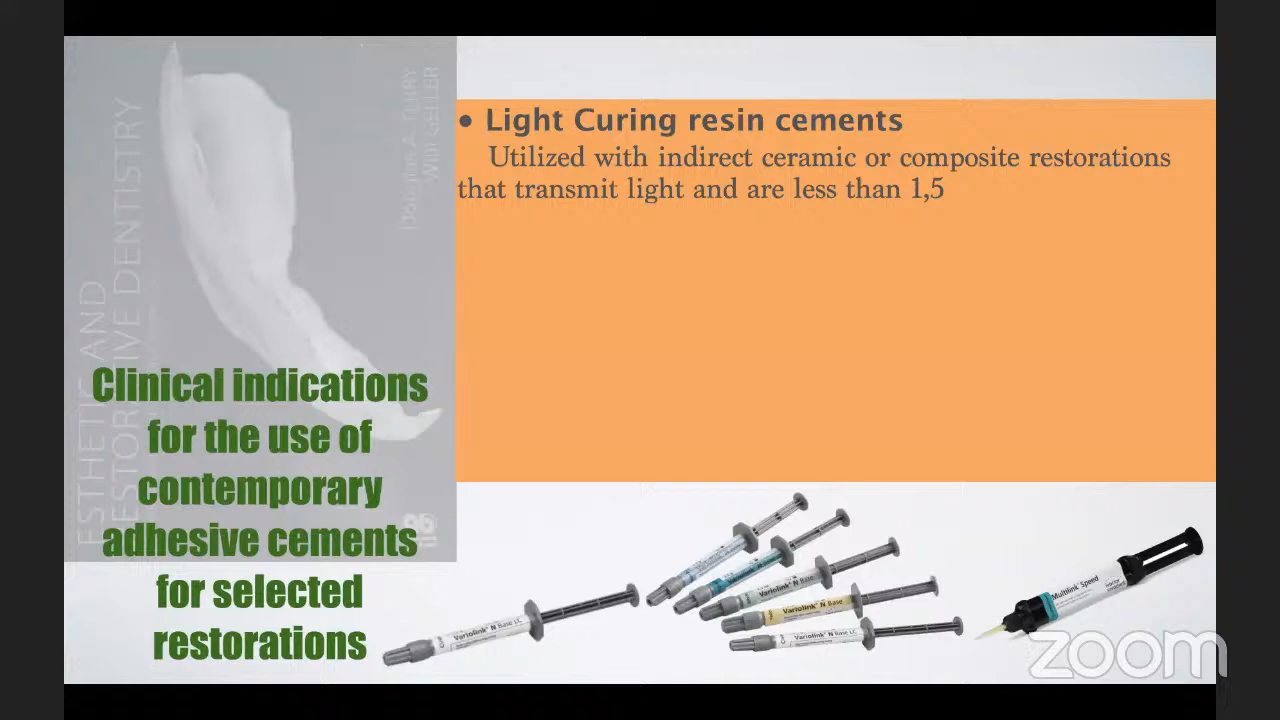 • Light Curing resin cements
Utilized with indirect ceramic or composite restorations
that transmit light and are less than 1,5
ESTHETIC AND
RESTORATIVE DENTISTRY
Douglas A. TERRY
Willi GELLER
Clinical indications
for the use of
contemporary
adhesive cements
for selected
restorations
Variolink® N Base LC
Variolink® N Base
Variolink® N Base
Variolink® N Base LC
Multilink® Speed
zoom